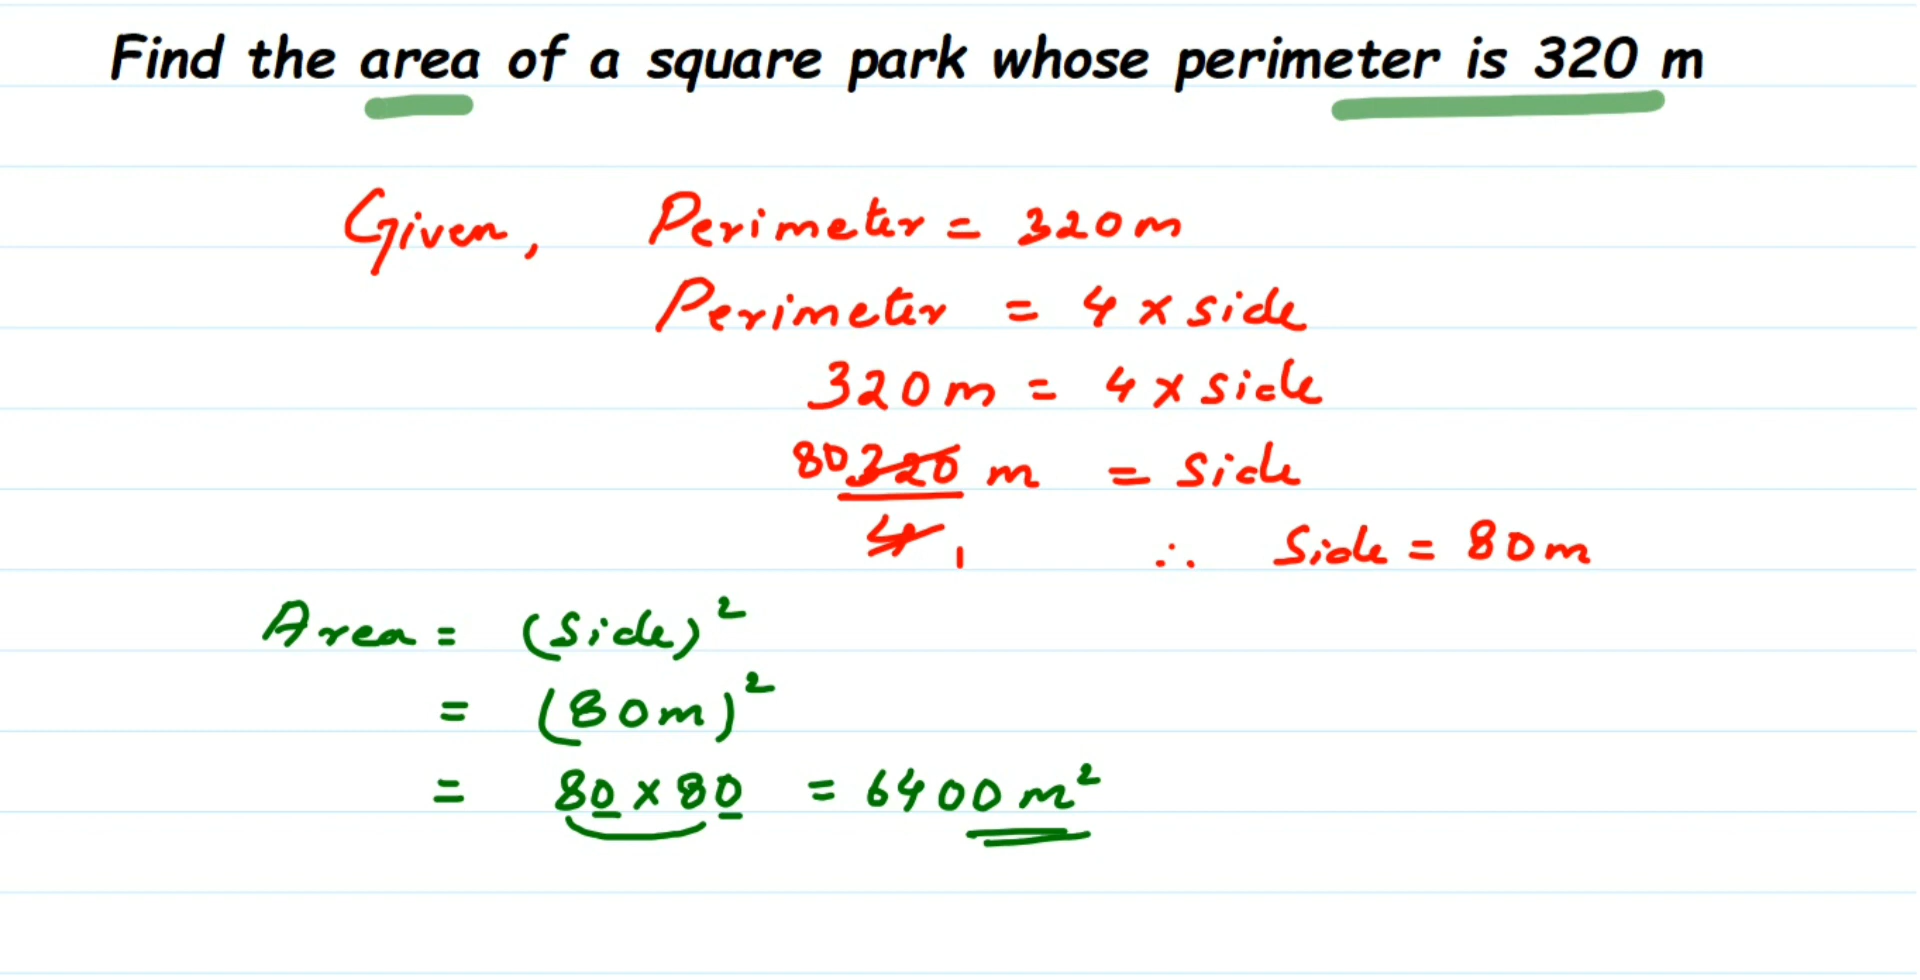 Find the area of a square park whose perimeter is 320 m
Given, Perimeter = 320m
Perimeter = 4 x side
320m = 4 x side
80 320 m = side
4 1 ∴ Side = 80m
Area = (side)²
= (80m)²
= 80 x 80 = 6400 m²